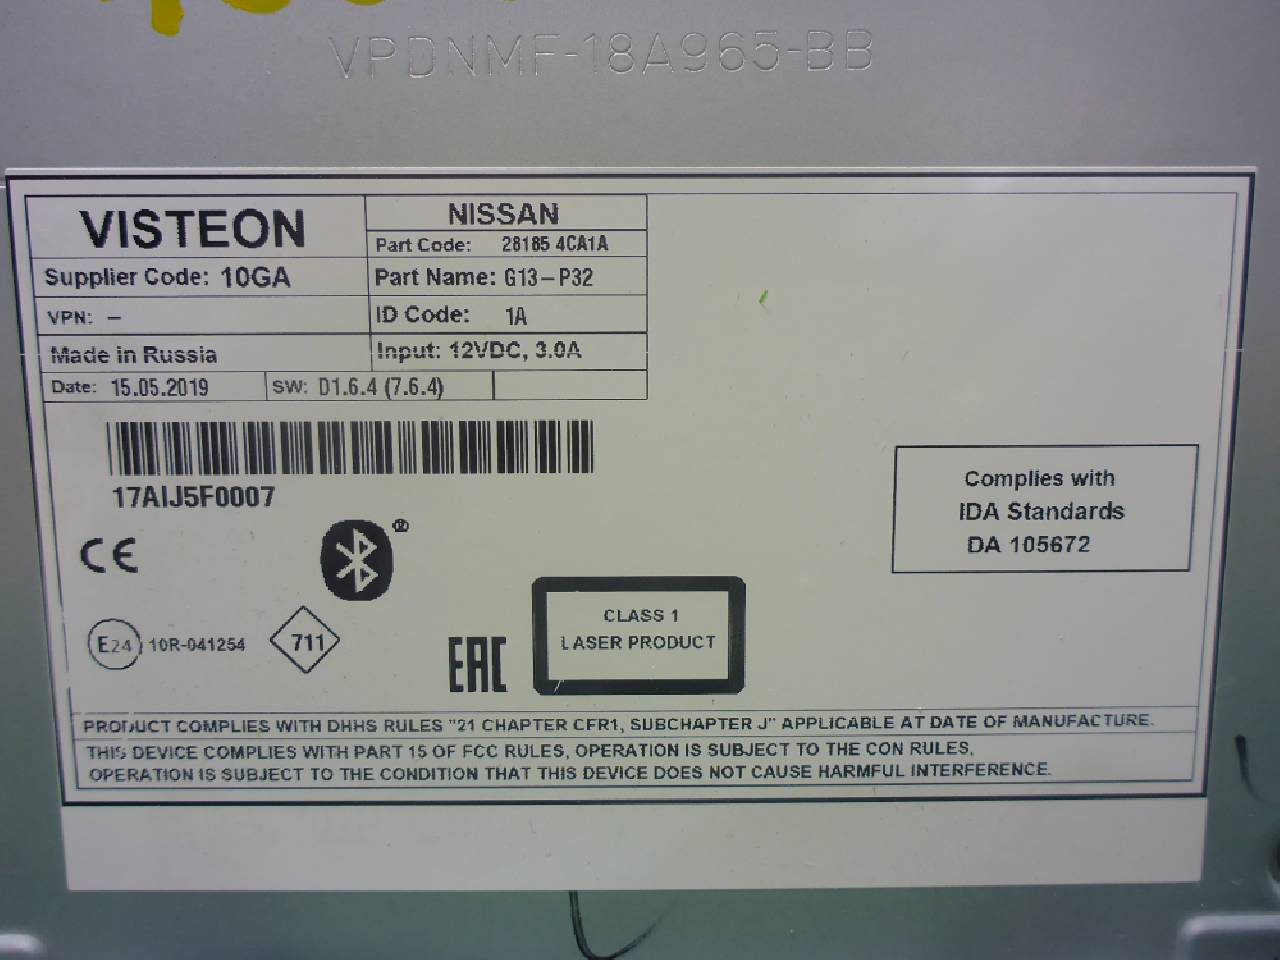 VPDNMF-18A965-BB
VISTEON
NISSAN
Part Code: 28185 4CA1A
Supplier Code: 10GA
Part Name: G13-P32
VPN: -
ID Code: 1A
Made in Russia
Input: 12VDC, 3.0A
Date: 15.05.2019
SW: D1.6.4 (7.6.4)
17AIJ5F0007
Complies with
IDA Standards
DA 105672
CE
®
E24 10R-041254
711
EAC
CLASS 1
LASER PRODUCT
PRODUCT COMPLIES WITH DHHS RULES "21 CHAPTER CFR1, SUBCHAPTER J" APPLICABLE AT DATE OF MANUFACTURE.
THIS DEVICE COMPLIES WITH PART 15 OF FCC RULES, OPERATION IS SUBJECT TO THE CON RULES,
OPERATION IS SUBJECT TO THE CONDITION THAT THIS DEVICE DOES NOT CAUSE HARMFUL INTERFERENCE.